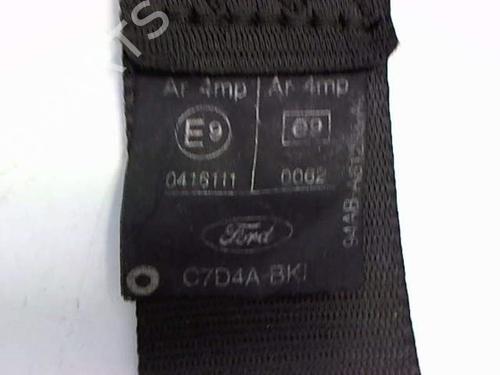 Ar 4mp Ar 4mp
E9 e9
0416111 0062
Ford
C7D4A-BKI